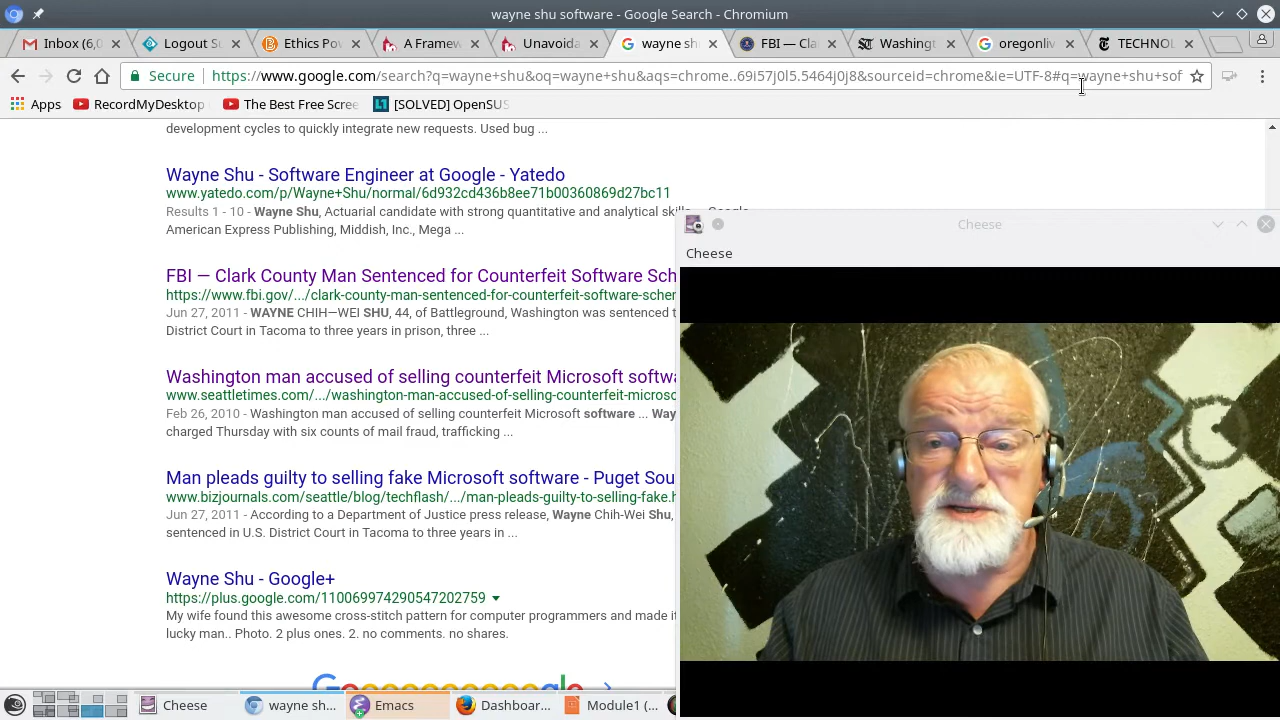 wayne shu software - Google Search - Chromium
Inbox (6,0
Logout Su
Ethics Po
A Framew
Unavoida
wayne sh
FBI — Cla
Washingt
oregonliv
TECHNOL
Secure https://www.google.com/search?q=wayne+shu&oq=wayne+shu&aqs=chrome..69i57j0l5.5464j0j8&sourceid=chrome&ie=UTF-8#q=wayne+shu+sof
Apps
RecordMyDesktop
The Best Free Scree
[SOLVED] OpenSUS
development cycles to quickly integrate new requests. Used bug ...
Wayne Shu - Software Engineer at Google - Yatedo
www.yatedo.com/p/Wayne+Shu/normal/6d932cd436b8ee71b00360869d27bc11
Results 1 - 10 - Wayne Shu, Actuarial candidate with strong quantitative and analytical
American Express Publishing, Middish, Inc., Mega ...
FBI — Clark County Man Sentenced for Counterfeit Software Sch
https://www.fbi.gov/.../clark-county-man-sentenced-for-counterfeit-software-schem
Jun 27, 2011 - WAYNE CHIH—WEI SHU, 44, of Battleground, Washington was sentenced t
District Court in Tacoma to three years in prison, three ...
Washington man accused of selling counterfeit Microsoft softwa
www.seattletimes.com/.../washington-man-accused-of-selling-counterfeit-microso
Feb 26, 2010 - Washington man accused of selling counterfeit Microsoft software ... Way
charged Thursday with six counts of mail fraud, trafficking ...
Man pleads guilty to selling fake Microsoft software - Puget Sou
www.bizjournals.com/seattle/blog/techflash/.../man-pleads-guilty-to-selling-fake.h
Jun 27, 2011 - According to a Department of Justice press release, Wayne Chih-Wei Shu,
sentenced in U.S. District Court in Tacoma to three years in ...
Wayne Shu - Google+
https://plus.google.com/110069974290547202759
My wife found this awesome cross-stitch pattern for computer programmers and made it
lucky man.. Photo. 2 plus ones. 2. no comments. no shares.
Cheese
Cheese
Cheese
wayne sh...
Emacs
Dashboar...
Module1 (...